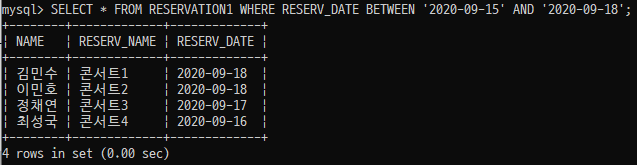 mysql> SELECT * FROM RESERVATION1 WHERE RESERV_DATE BETWEEN '2020-09-15' AND '2020-09-18';
+--------+-------------+-------------+
| NAME | RESERV_NAME | RESERV_DATE |
+--------+-------------+-------------+
| 김민수 | 콘서트1 | 2020-09-18 |
| 이민호 | 콘서트2 | 2020-09-18 |
| 정채연 | 콘서트3 | 2020-09-17 |
| 최성국 | 콘서트4 | 2020-09-16 |
+--------+-------------+-------------+
4 rows in set (0.00 sec)